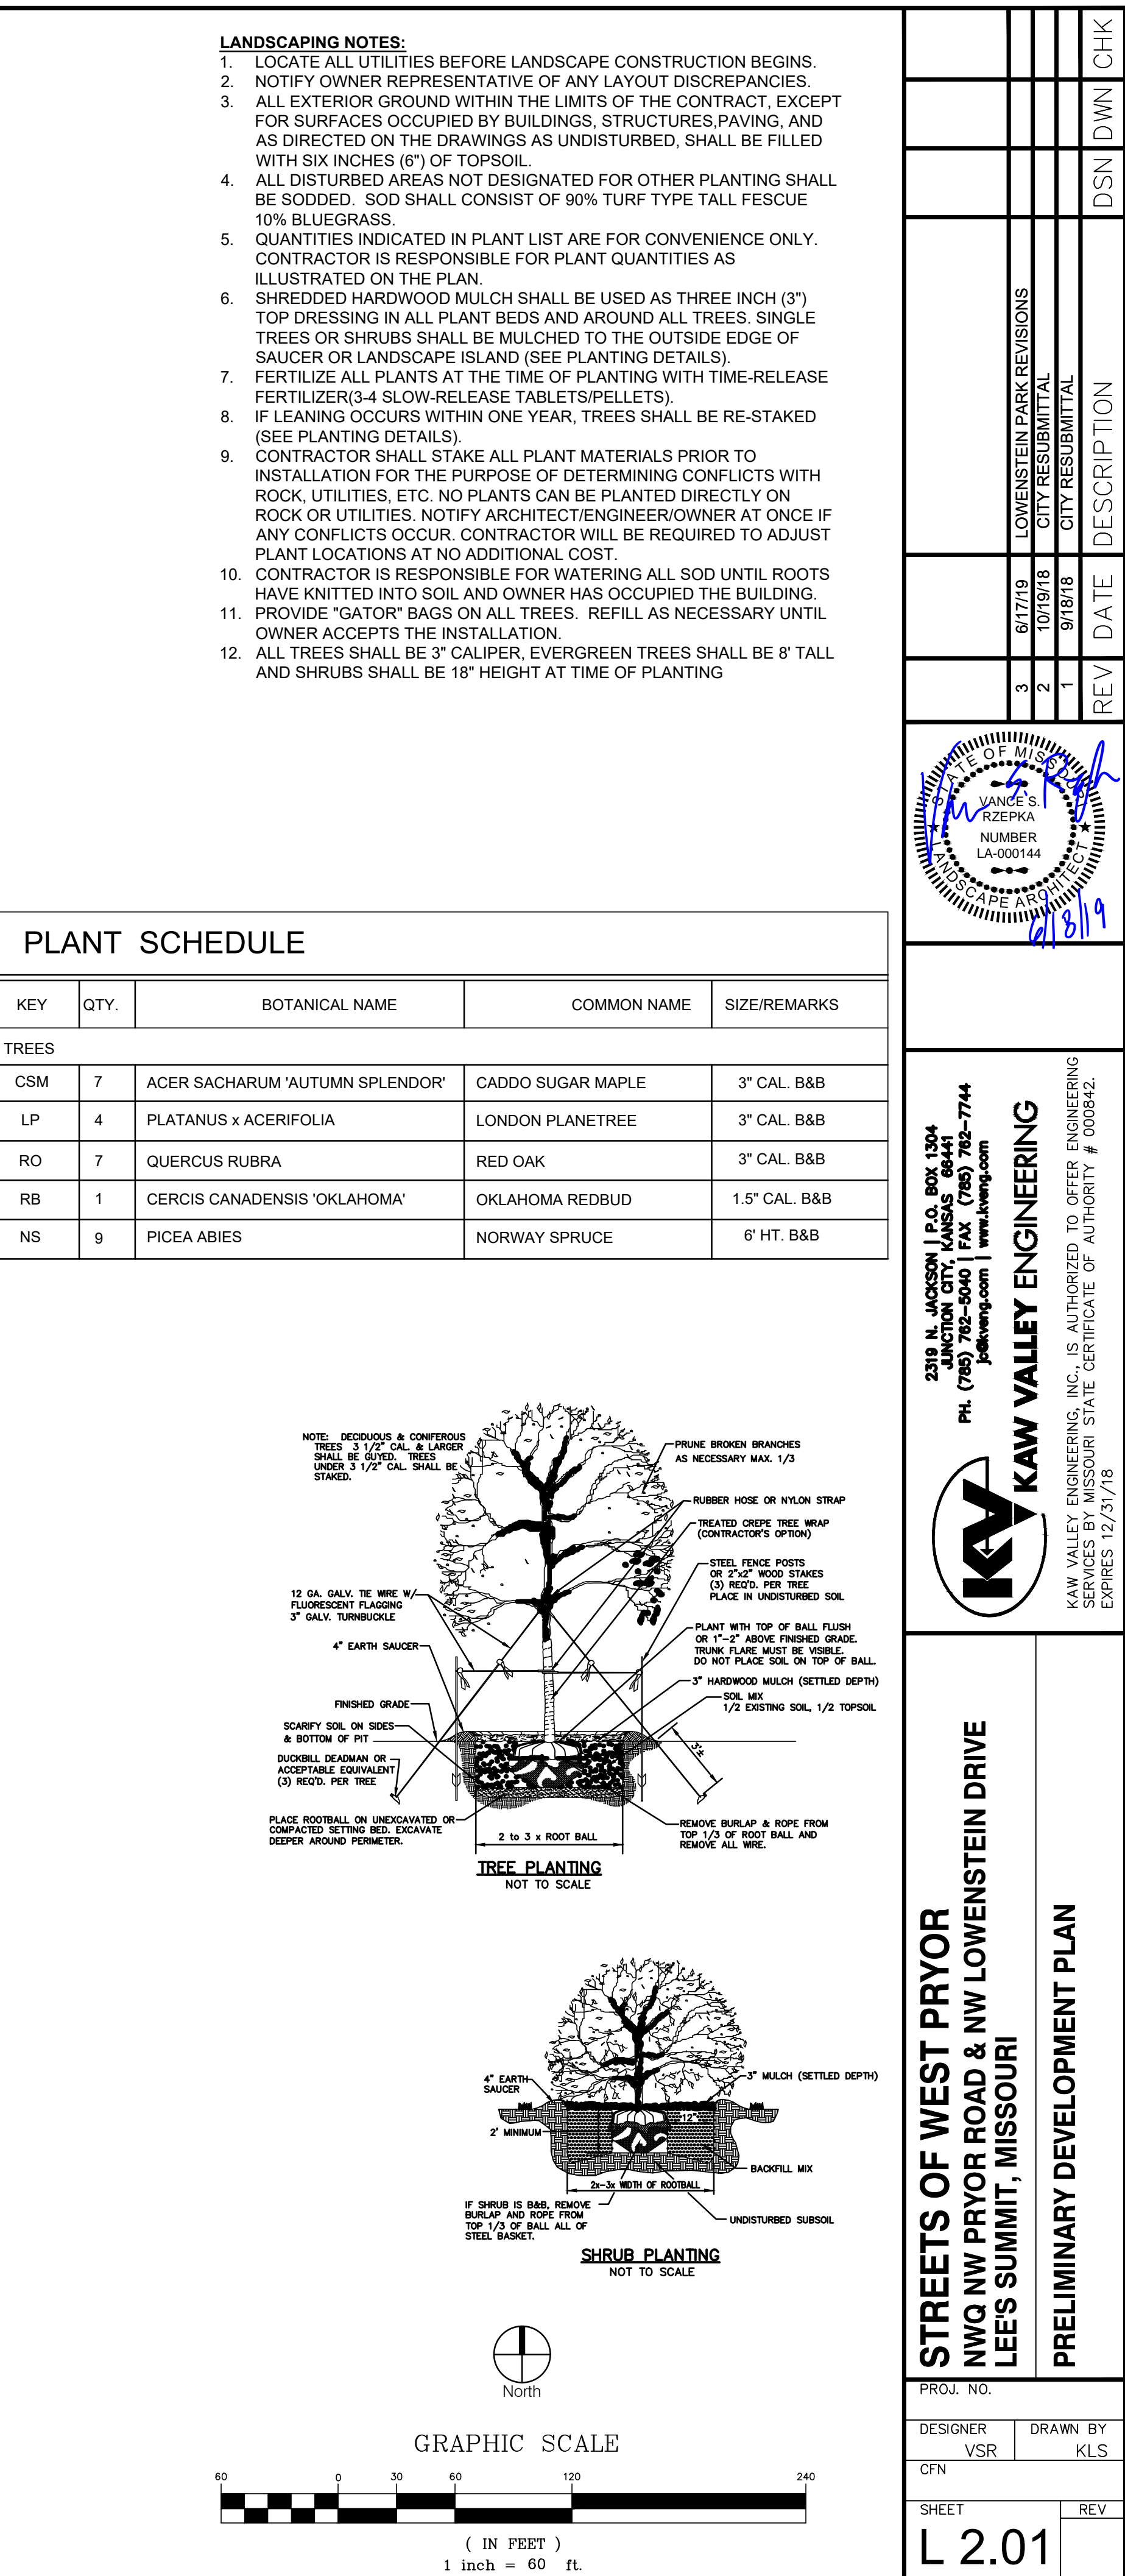 LANDSCAPING NOTES:
1. LOCATE ALL UTILITIES BEFORE LANDSCAPE CONSTRUCTION BEGINS.
2. NOTIFY OWNER REPRESENTATIVE OF ANY LAYOUT DISCREPANCIES.
3. ALL EXTERIOR GROUND WITHIN THE LIMITS OF THE CONTRACT, EXCEPT
FOR SURFACES OCCUPIED BY BUILDINGS, STRUCTURES,PAVING, AND
AS DIRECTED ON THE DRAWINGS AS UNDISTURBED, SHALL BE FILLED
WITH SIX INCHES (6") OF TOPSOIL.
4. ALL DISTURBED AREAS NOT DESIGNATED FOR OTHER PLANTING SHALL
BE SODDED. SOD SHALL CONSIST OF 90% TURF TYPE TALL FESCUE
10% BLUEGRASS.
5. QUANTITIES INDICATED IN PLANT LIST ARE FOR CONVENIENCE ONLY.
CONTRACTOR IS RESPONSIBLE FOR PLANT QUANTITIES AS
ILLUSTRATED ON THE PLAN.
6. SHREDDED HARDWOOD MULCH SHALL BE USED AS THREE INCH (3")
TOP DRESSING IN ALL PLANT BEDS AND AROUND ALL TREES. SINGLE
TREES OR SHRUBS SHALL BE MULCHED TO THE OUTSIDE EDGE OF
SAUCER OR LANDSCAPE ISLAND (SEE PLANTING DETAILS).
7. FERTILIZE ALL PLANTS AT THE TIME OF PLANTING WITH TIME-RELEASE
FERTILIZER(3-4 SLOW-RELEASE TABLETS/PELLETS).
8. IF LEANING OCCURS WITHIN ONE YEAR, TREES SHALL BE RE-STAKED
(SEE PLANTING DETAILS).
9. CONTRACTOR SHALL STAKE ALL PLANT MATERIALS PRIOR TO
INSTALLATION FOR THE PURPOSE OF DETERMINING CONFLICTS WITH
ROCK, UTILITIES, ETC. NO PLANTS CAN BE PLANTED DIRECTLY ON
ROCK OR UTILITIES. NOTIFY ARCHITECT/ENGINEER/OWNER AT ONCE IF
ANY CONFLICTS OCCUR. CONTRACTOR WILL BE REQUIRED TO ADJUST
PLANT LOCATIONS AT NO ADDITIONAL COST.
10. CONTRACTOR IS RESPONSIBLE FOR WATERING ALL SOD UNTIL ROOTS
HAVE KNITTED INTO SOIL AND OWNER HAS OCCUPIED THE BUILDING.
11. PROVIDE "GATOR" BAGS ON ALL TREES. REFILL AS NECESSARY UNTIL
OWNER ACCEPTS THE INSTALLATION.
12. ALL TREES SHALL BE 3" CALIPER, EVERGREEN TREES SHALL BE 8' TALL
AND SHRUBS SHALL BE 18" HEIGHT AT TIME OF PLANTING
PLANT SCHEDULE
KEY QTY. BOTANICAL NAME COMMON NAME SIZE/REMARKS
TREES
CSM 7 ACER SACHARUM 'AUTUMN SPLENDOR' CADDO SUGAR MAPLE 3" CAL. B&B
LP 4 PLATANUS x ACERIFOLIA LONDON PLANETREE 3" CAL. B&B
RO 7 QUERCUS RUBRA RED OAK 3" CAL. B&B
RB 1 CERCIS CANADENSIS 'OKLAHOMA' OKLAHOMA REDBUD 1.5" CAL. B&B
NS 9 PICEA ABIES NORWAY SPRUCE 6' HT. B&B
NOTE: DECIDUOUS & CONIFEROUS
TREES 3 1/2" CAL. & LARGER
SHALL BE GUYED. TREES
UNDER 3 1/2" CAL. SHALL BE
STAKED.
PRUNE BROKEN BRANCHES
AS NECESSARY MAX. 1/3
RUBBER HOSE OR NYLON STRAP
TREATED CREPE TREE WRAP
(CONTRACTOR'S OPTION)
STEEL FENCE POSTS
OR 2"x2" WOOD STAKES
(3) REQ'D. PER TREE
PLACE IN UNDISTURBED SOIL
12 GA. GALV. TIE WIRE W/
FLUORESCENT FLAGGING
3" GALV. TURNBUCKLE
4" EARTH SAUCER
PLANT WITH TOP OF BALL FLUSH
OR 1"-2" ABOVE FINISHED GRADE.
TRUNK FLARE MUST BE VISIBLE.
DO NOT PLACE SOIL ON TOP OF BALL.
3" HARDWOOD MULCH (SETTLED DEPTH)
SOIL MIX
1/2 EXISTING SOIL, 1/2 TOPSOIL
FINISHED GRADE
SCARIFY SOIL ON SIDES
& BOTTOM OF PIT
3'±
DUCKBILL DEADMAN OR
ACCEPTABLE EQUIVALENT
(3) REQ'D. PER TREE
PLACE ROOTBALL ON UNEXCAVATED OR
COMPACTED SETTING BED. EXCAVATE
DEEPER AROUND PERIMETER.
2 to 3 x ROOT BALL
REMOVE BURLAP & ROPE FROM
TOP 1/3 OF ROOT BALL AND
REMOVE ALL WIRE.
TREE PLANTING
NOT TO SCALE
4" EARTH
SAUCER
3" MULCH (SETTLED DEPTH)
12"
2' MINIMUM
BACKFILL MIX
2x-3x WIDTH OF ROOTBALL
IF SHRUB IS B&B, REMOVE
BURLAP AND ROPE FROM
TOP 1/3 OF BALL ALL OF
STEEL BASKET.
UNDISTURBED SUBSOIL
SHRUB PLANTING
NOT TO SCALE
North
GRAPHIC SCALE
60 0 30 60 120 240
( IN FEET )
1 inch = 60 ft.
3 6/17/19 LOWENSTEIN PARK REVISIONS
2 10/19/18 CITY RESUBMITTAL
1 9/18/18 CITY RESUBMITTAL
REV DATE DESCRIPTION DSN DWN CHK
STATE OF MISSOURI
VANCE S.
RZEPKA
NUMBER
LA-000144
LANDSCAPE ARCHITECT
6/18/19
2319 N. JACKSON | P.O. BOX 1304
JUNCTION CITY, KANSAS 66441
PH. (785) 762-5040 | FAX (785) 762-7744
jc@kveng.com | www.kveng.com
KV
KAW VALLEY ENGINEERING
KAW VALLEY ENGINEERING, INC., IS AUTHORIZED TO OFFER ENGINEERING
SERVICES BY MISSOURI STATE CERTIFICATE OF AUTHORITY # 000842.
EXPIRES 12/31/18
STREETS OF WEST PRYOR
NWQ NW PRYOR ROAD & NW LOWENSTEIN DRIVE
LEE'S SUMMIT, MISSOURI
PRELIMINARY DEVELOPMENT PLAN
PROJ. NO.
DESIGNER DRAWN BY
VSR KLS
CFN
SHEET REV
L 2.01